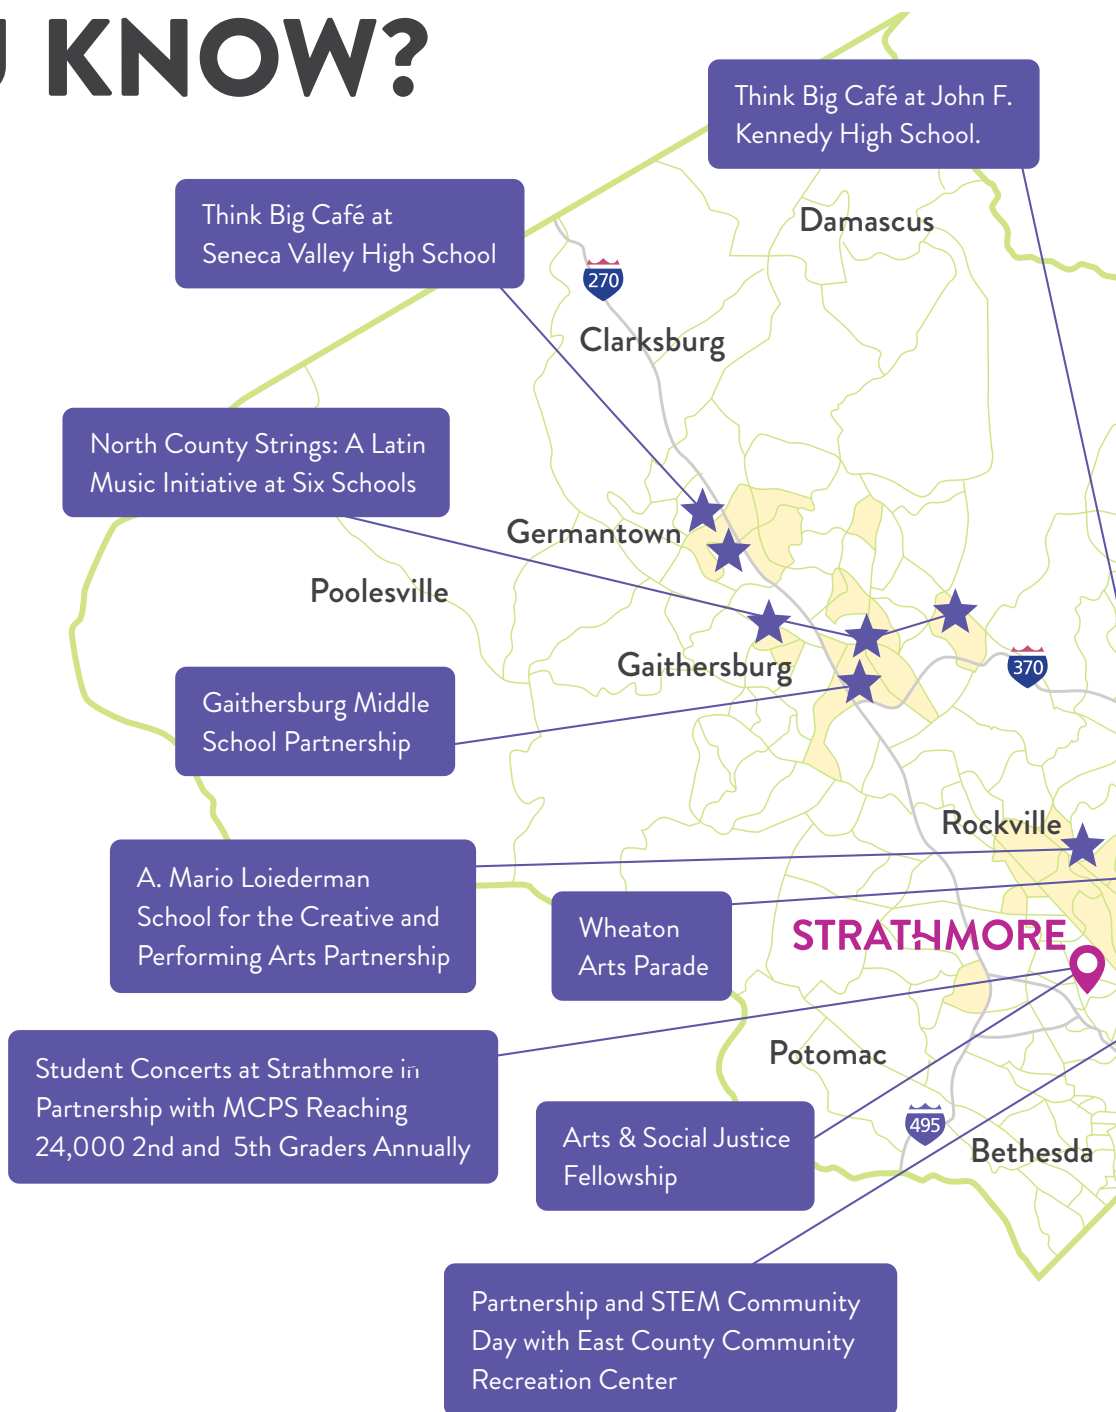 KNOW?
Think Big Café at John F.
Kennedy High School.
Think Big Café at
Seneca Valley High School
Damascus
270
Clarksburg
North County Strings: A Latin
Music Initiative at Six Schools
Germantown
Poolesville
Gaithersburg
370
Gaithersburg Middle
School Partnership
Rockville
A. Mario Loiederman
School for the Creative and
Performing Arts Partnership
Wheaton
Arts Parade
STRATHMORE
Student Concerts at Strathmore in
Partnership with MCPS Reaching
24,000 2nd and 5th Graders Annually
Potomac
Arts & Social Justice
Fellowship
495
Bethesda
Partnership and STEM Community
Day with East County Community
Recreation Center